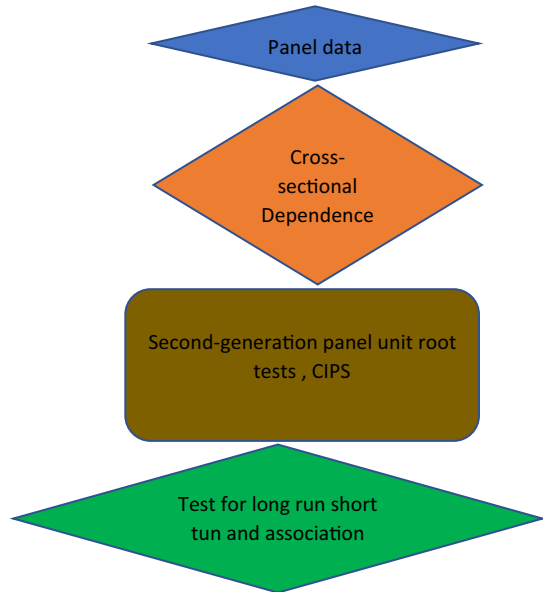 Panel data
Cross-
sectional
Dependence
Second-generation panel unit root
tests , CIPS
Test for long run short
tun and association